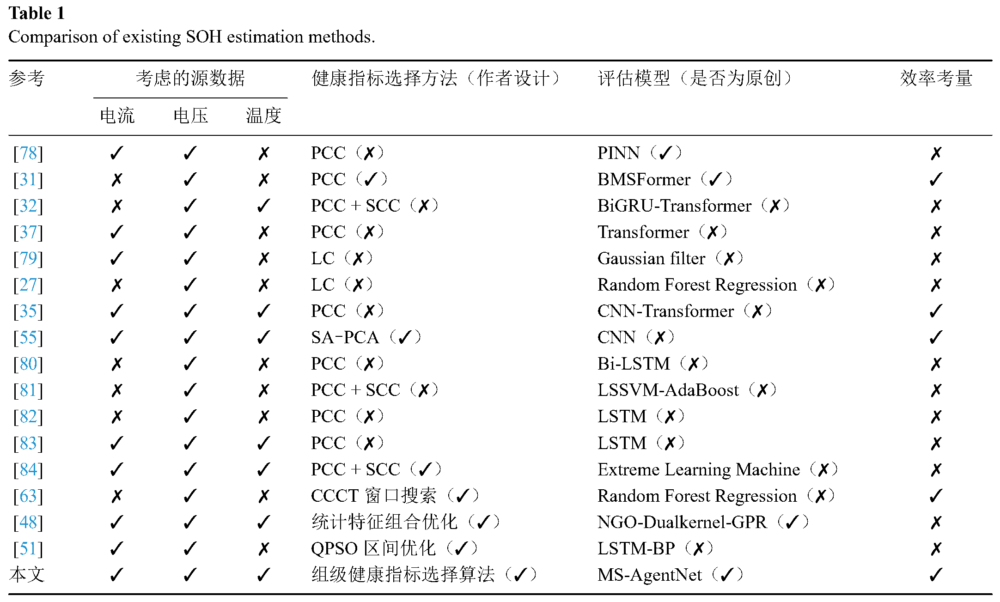 Table 1
Comparison of existing SOH estimation methods.
参考 考虑的源数据 健康指标选择方法（作者设计） 评估模型（是否为原创） 效率考量
电流 电压 温度
[78] ✓ ✓ ✗ PCC（✗） PINN（✓） ✗
[31] ✗ ✓ ✗ PCC（✓） BMSFormer（✓） ✓
[32] ✗ ✓ ✓ PCC + SCC（✗） BiGRU-Transformer（✗） ✗
[37] ✓ ✓ ✗ PCC（✗） Transformer（✗） ✗
[79] ✓ ✓ ✗ LC（✗） Gaussian filter（✗） ✗
[27] ✗ ✓ ✗ LC（✗） Random Forest Regression（✗） ✗
[35] ✓ ✓ ✓ PCC（✗） CNN-Transformer（✗） ✓
[55] ✓ ✓ ✓ SA-PCA（✓） CNN（✗） ✓
[80] ✗ ✓ ✗ PCC（✗） Bi-LSTM（✗） ✗
[81] ✗ ✓ ✗ PCC + SCC（✗） LSSVM-AdaBoost（✗） ✗
[82] ✗ ✓ ✗ PCC（✗） LSTM（✗） ✗
[83] ✓ ✓ ✓ PCC（✗） LSTM（✗） ✗
[84] ✓ ✓ ✓ PCC + SCC（✓） Extreme Learning Machine（✗） ✗
[63] ✗ ✓ ✗ CCCT 窗口搜索（✓） Random Forest Regression（✗） ✓
[48] ✓ ✓ ✓ 统计特征组合优化（✓） NGO-Dualkernel-GPR（✓） ✗
[51] ✓ ✓ ✗ QPSO 区间优化（✓） LSTM-BP（✗） ✗
本文 ✓ ✓ ✓ 组级健康指标选择算法（✓） MS-AgentNet（✓） ✓